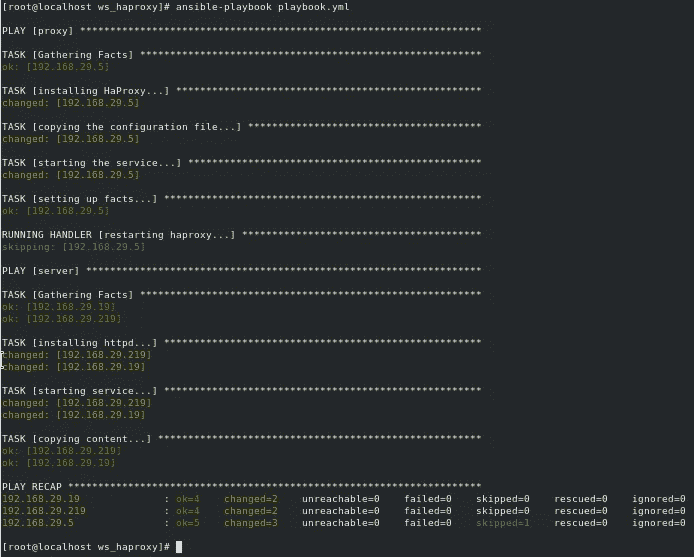 [root@localhost ws_haproxy]# ansible-playbook playbook.yml
PLAY [proxy] *******************************************************************
TASK [Gathering Facts] *********************************************************
ok: [192.168.29.5]
TASK [installing HaProxy...] ***************************************************
changed: [192.168.29.5]
TASK [copying the configuration file...] ***************************************
changed: [192.168.29.5]
TASK [starting the service...] *************************************************
changed: [192.168.29.5]
TASK [setting up facts...] *****************************************************
ok: [192.168.29.5]
RUNNING HANDLER [restarting haproxy...] ****************************************
skipping: [192.168.29.5]
PLAY [server] ******************************************************************
TASK [Gathering Facts] *********************************************************
ok: [192.168.29.19]
ok: [192.168.29.219]
TASK [installing httpd...] *****************************************************
changed: [192.168.29.219]
changed: [192.168.29.19]
TASK [starting service...] *****************************************************
changed: [192.168.29.219]
changed: [192.168.29.19]
TASK [copying content...] ******************************************************
ok: [192.168.29.219]
ok: [192.168.29.19]
PLAY RECAP *********************************************************************
192.168.29.19 : ok=4 changed=2 unreachable=0 failed=0 skipped=0 rescued=0 ignored=0
192.168.29.219 : ok=4 changed=2 unreachable=0 failed=0 skipped=0 rescued=0 ignored=0
192.168.29.5 : ok=5 changed=3 unreachable=0 failed=0 skipped=1 rescued=0 ignored=0
[root@localhost ws_haproxy]#